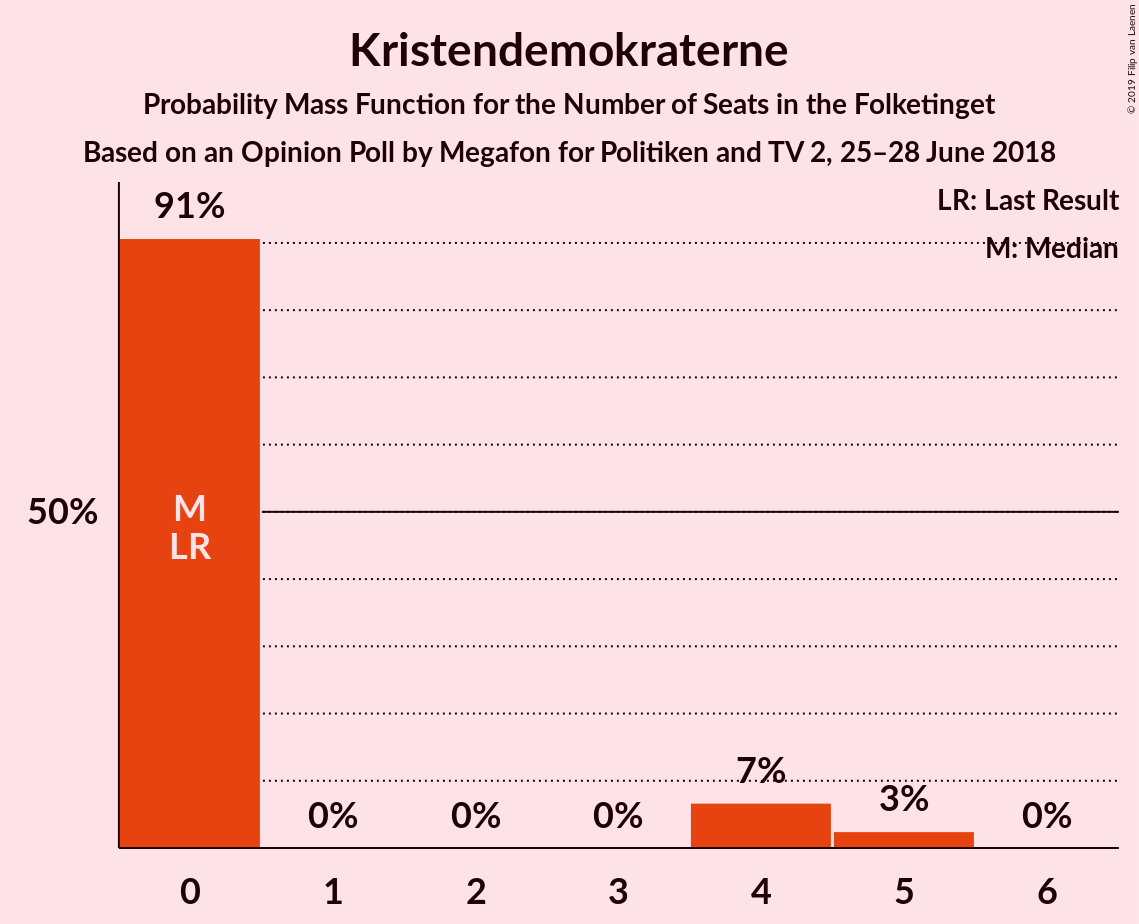 Kristendemokraterne
Probability Mass Function for the Number of Seats in the Folketinget
Based on an Opinion Poll by Megafon for Politiken and TV 2, 25–28 June 2018
© 2019 Filip van Laenen
LR: Last Result
M: Median
91%
50%
M
LR
0%
0%
0%
7%
3%
0%
0
1
2
3
4
5
6